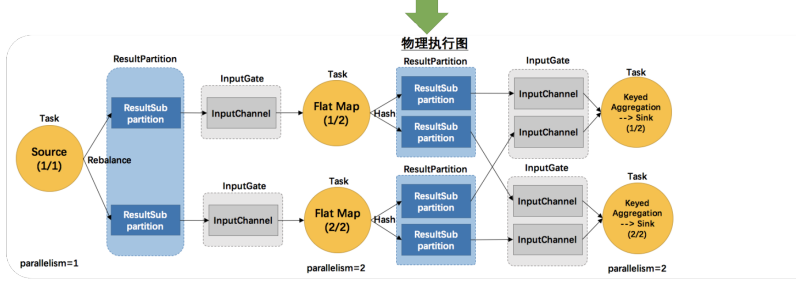 物理执行图
ResultPartition
Task
Source
(1/1)
Rebalance
ResultSub
partition
ResultSub
partition
InputGate
InputChannel
InputGate
InputChannel
Task
Flat Map
(1/2)
Hash
Task
Flat Map
(2/2)
Hash
ResultPartition
ResultSub
partition
ResultSub
partition
ResultPartition
ResultSub
partition
ResultSub
partition
InputGate
InputChannel
InputChannel
InputGate
InputChannel
InputChannel
Task
Keyed
Aggregation
--> Sink
(1/2)
Task
Keyed
Aggregation
--> Sink
(2/2)
parallelism=1
parallelism=2
parallelism=2